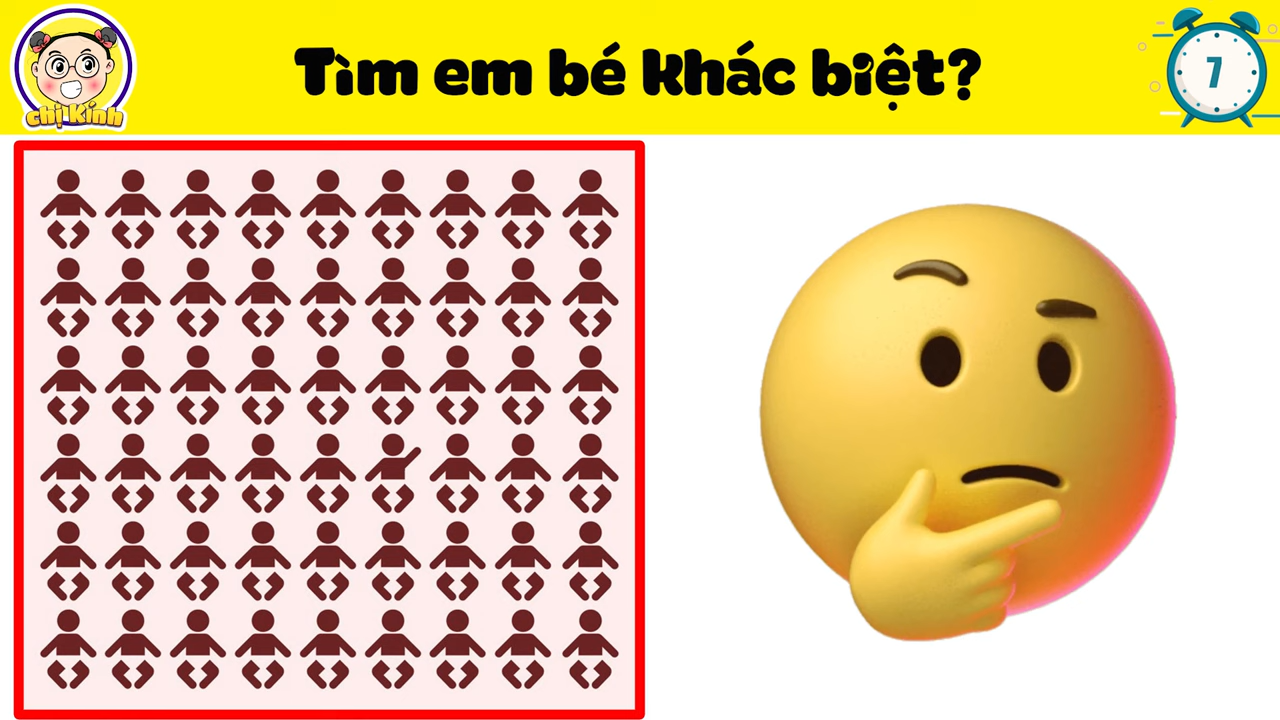 chị kính
Tìm em bé khác biệt?
7